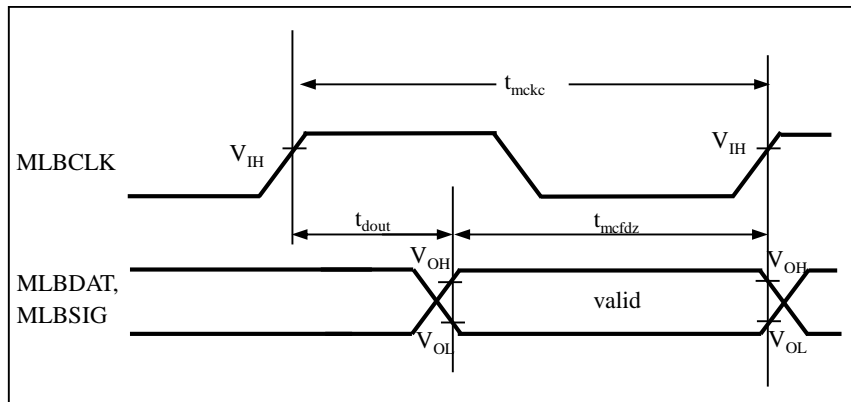 t_mckc
V_IH
V_IH
MLBCLK
t_dout
t_mcfdz
V_OH
V_OH
MLBDAT,
MLBSIG
valid
V_OL
V_OL